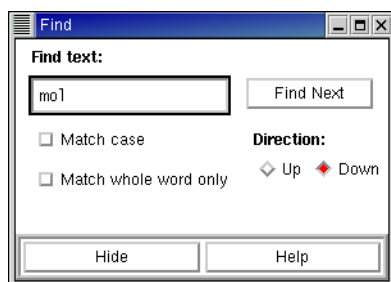 Find
Find text:
mol
Find Next
Match case
Direction:
Match whole word only
Up
Down
Hide
Help